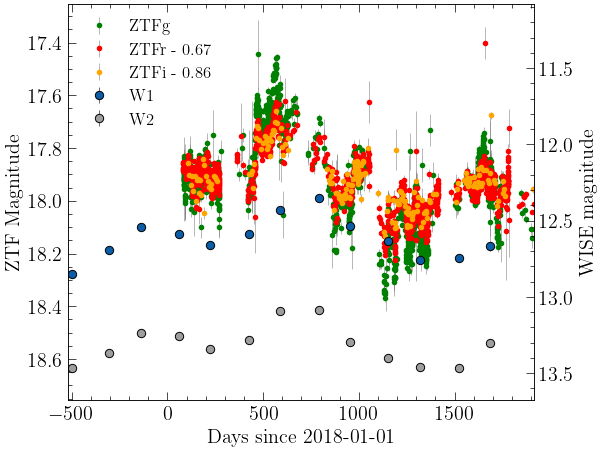 ZTFg
ZTFr - 0.67
ZTFi - 0.86
W1
W2
ZTF Magnitude
17.4
17.6
17.8
18.0
18.2
18.4
18.6
11.5
12.0
12.5
13.0
13.5
WISE magnitude
−500
0
500
1000
1500
Days since 2018-01-01